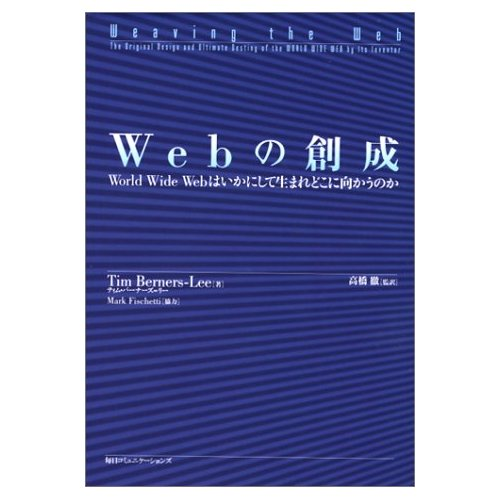 Weaving the Web
The Original Design and Ultimate Destiny of the WORLD WIDE WEB by its Inventor
Webの創成
World Wide Webはいかにして生まれどこに向かうのか
Tim Berners-Lee[著]
ティム・バーナーズ=リー
Mark Fischetti[協力]
高橋 徹[監訳]
毎日コミュニケーションズ